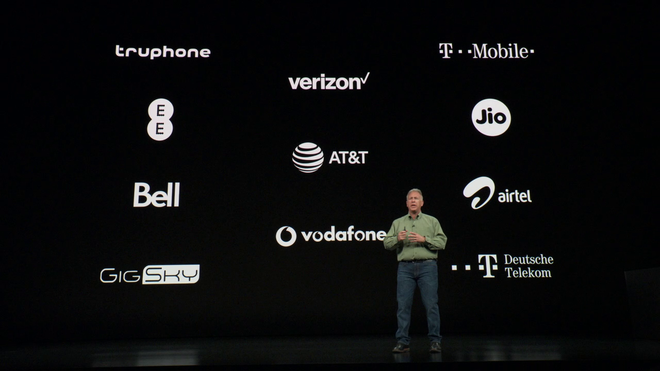 truphone
T··Mobile·
verizon✓
EE
Jio
AT&T
Bell
airtel
vodafone
GIGSKY
··T·· Deutsche
Telekom